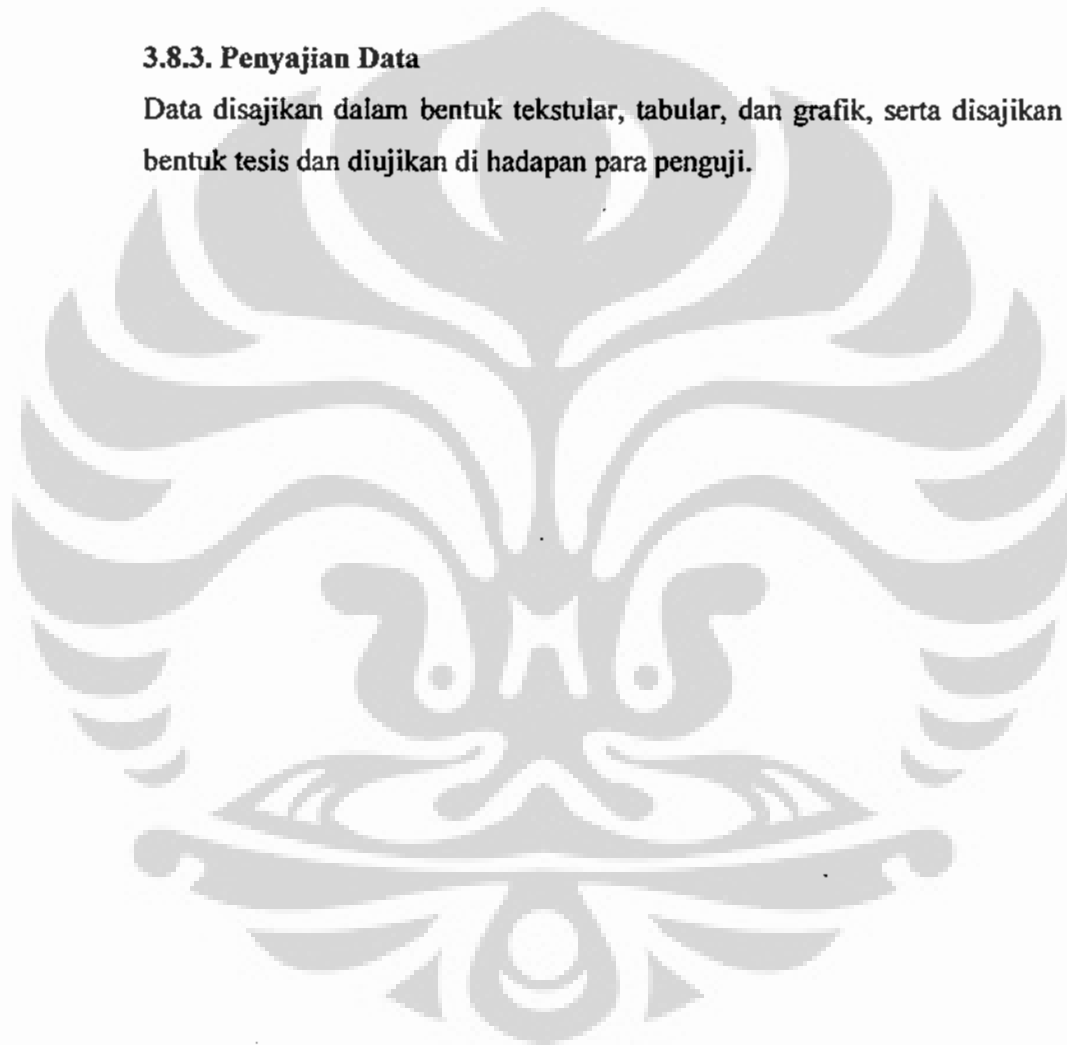 3.8.3. Penyajian Data
Data disajikan dalam bentuk tekstular, tabular, dan grafik, serta disajikan
bentuk tesis dan diujikan di hadapan para penguji.